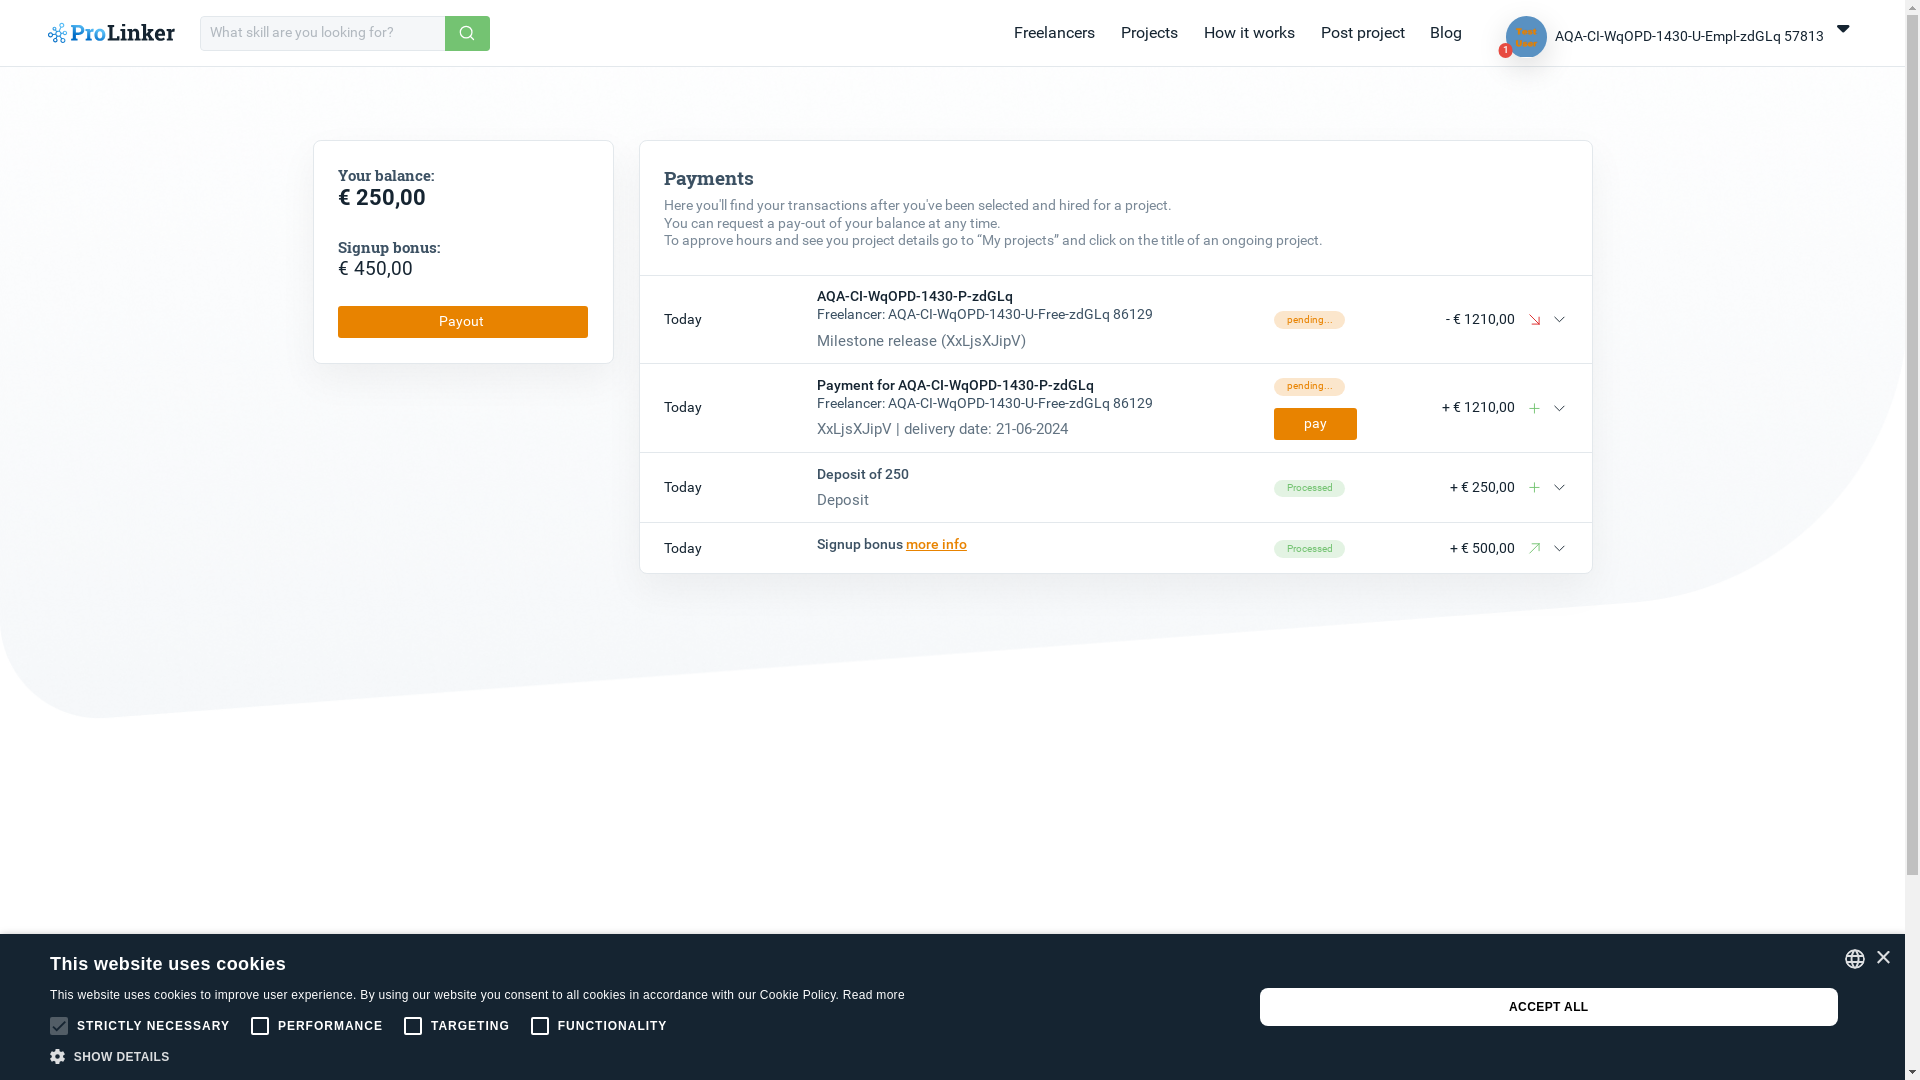 ProLinker
What skill are you looking for?
Freelancers
Projects
How it works
Post project
Blog
1
AQA-CI-WqOPD-1430-U-Empl-zdGLq 57813
Your balance:
€ 250,00
Signup bonus:
€ 450,00
Payout
Payments
Here you'll find your transactions after you've been selected and hired for a project.
You can request a pay-out of your balance at any time.
To approve hours and see you project details go to “My projects” and click on the title of an ongoing project.
Today
AQA-CI-WqOPD-1430-P-zdGLq
Freelancer: AQA-CI-WqOPD-1430-U-Free-zdGLq 86129
Milestone release (XxLjsXJipV)
pending...
- € 1210,00
Today
Payment for AQA-CI-WqOPD-1430-P-zdGLq
Freelancer: AQA-CI-WqOPD-1430-U-Free-zdGLq 86129
XxLjsXJipV | delivery date: 21-06-2024
pending...
pay
+ € 1210,00
Today
Deposit of 250
Deposit
Processed
+ € 250,00
Today
Signup bonus more info
Processed
+ € 500,00
This website uses cookies
This website uses cookies to improve user experience. By using our website you consent to all cookies in accordance with our Cookie Policy. Read more
STRICTLY NECESSARY
PERFORMANCE
TARGETING
FUNCTIONALITY
SHOW DETAILS
ACCEPT ALL
×